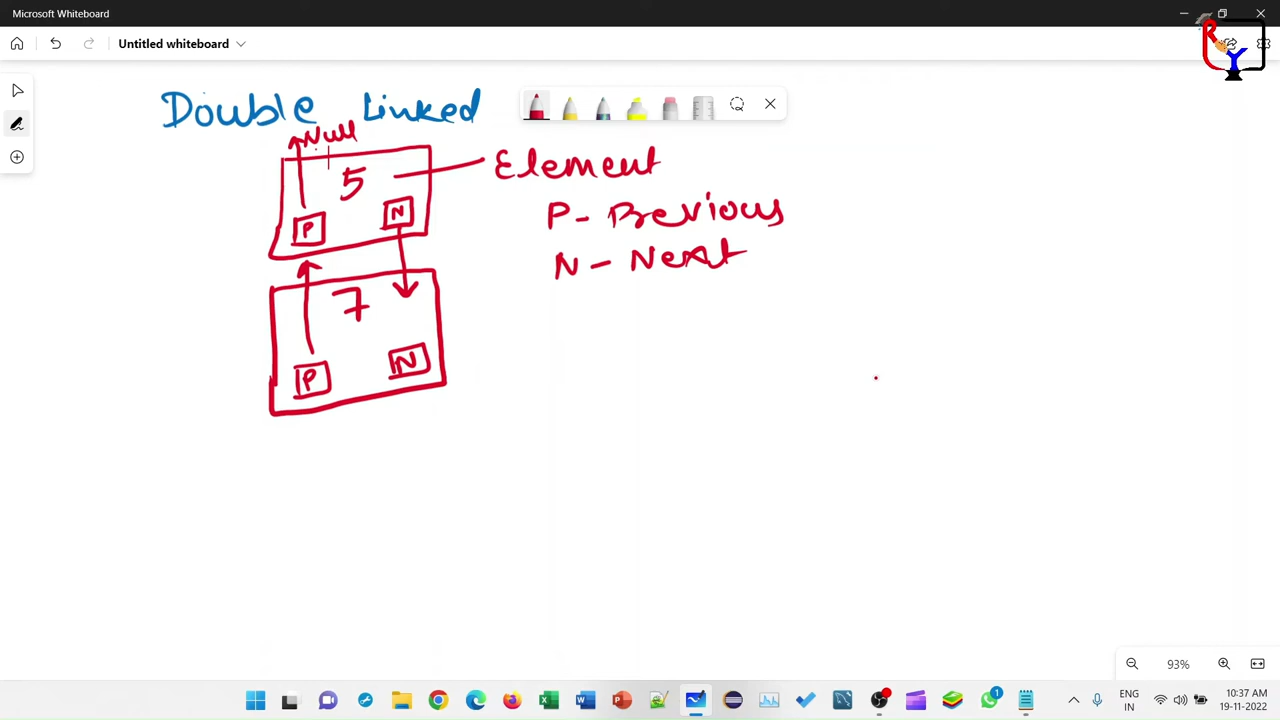 Microsoft Whiteboard
R
Y
Untitled whiteboard
Double Linked
Null
5
Element
P N
P - Previous
N - Next
7
P N
93%
ENG
IN
10:37 AM
19-11-2022
1